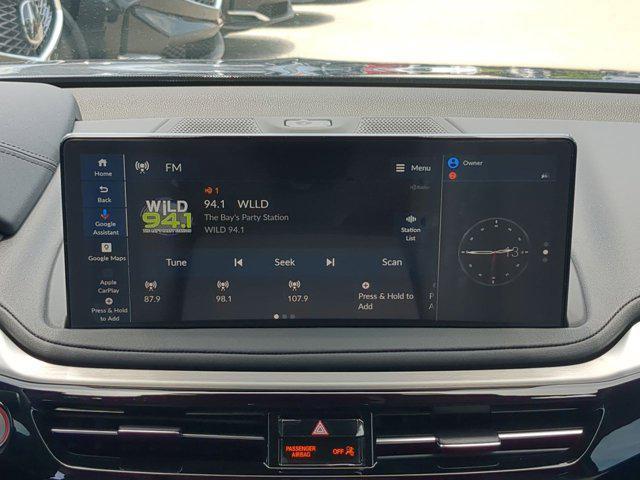 Home
Back
Google
Assistant
Google Maps
Apple
CarPlay
Press & Hold
to Add
FM
Menu
1
WiLD
94.1
94.1 WLLD
The Bay's Party Station
WILD 94.1
Station
List
Tune
Seek
Scan
87.9
98.1
107.9
Press & Hold to
Add
P
A
Owner
13
PASSENGER
AIRBAG
OFF